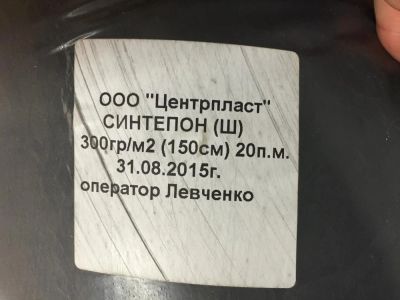 ООО "Центрпласт"
СИНТЕПОН (Ш)
300гр/м2 (150см) 20п.м.
31.08.2015г.
оператор Левченко